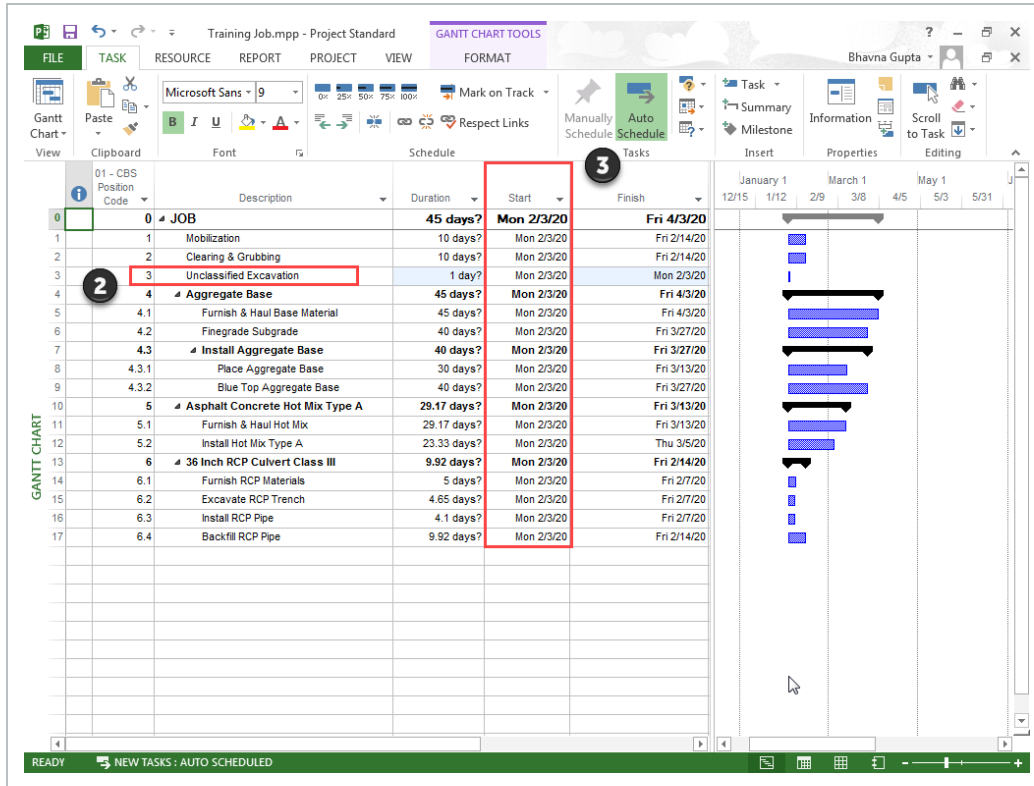 Training Job.mpp - Project Standard GANTT CHART TOOLS ?
FILE TASK RESOURCE REPORT PROJECT VIEW FORMAT Bhavna Gupta
Microsoft Sans 9 0× 25× 50× 75× 100× Mark on Track Task
Gantt Chart Paste B I U A Respect Links Manually Schedule Auto Schedule Summary Information Scroll to Task
Milestone
View Clipboard Font Schedule Tasks Insert Properties Editing
3
01 - CBS Position Code Description Duration Start Finish
January 1 March 1 May 1 J
12/15 1/12 2/9 3/8 4/5 5/3 5/31
0 0 JOB 45 days? Mon 2/3/20 Fri 4/3/20
1 1 Mobilization 10 days? Mon 2/3/20 Fri 2/14/20
2 2 Clearing & Grubbing 10 days? Mon 2/3/20 Fri 2/14/20
2
3 3 Unclassified Excavation 1 day? Mon 2/3/20 Mon 2/3/20
4 4 Aggregate Base 45 days? Mon 2/3/20 Fri 4/3/20
5 4.1 Furnish & Haul Base Material 45 days? Mon 2/3/20 Fri 4/3/20
6 4.2 Finegrade Subgrade 40 days? Mon 2/3/20 Fri 3/27/20
7 4.3 Install Aggregate Base 40 days? Mon 2/3/20 Fri 3/27/20
8 4.3.1 Place Aggregate Base 30 days? Mon 2/3/20 Fri 3/13/20
9 4.3.2 Blue Top Aggregate Base 40 days? Mon 2/3/20 Fri 3/27/20
10 5 Asphalt Concrete Hot Mix Type A 29.17 days? Mon 2/3/20 Fri 3/13/20
11 5.1 Furnish & Haul Hot Mix 29.17 days? Mon 2/3/20 Fri 3/13/20
12 5.2 Install Hot Mix Type A 23.33 days? Mon 2/3/20 Thu 3/5/20
13 6 36 Inch RCP Culvert Class III 9.92 days? Mon 2/3/20 Fri 2/14/20
14 6.1 Furnish RCP Materials 5 days? Mon 2/3/20 Fri 2/7/20
15 6.2 Excavate RCP Trench 4.65 days? Mon 2/3/20 Fri 2/7/20
16 6.3 Install RCP Pipe 4.1 days? Mon 2/3/20 Fri 2/7/20
17 6.4 Backfill RCP Pipe 9.92 days? Mon 2/3/20 Fri 2/14/20
GANTT CHART
READY NEW TASKS : AUTO SCHEDULED